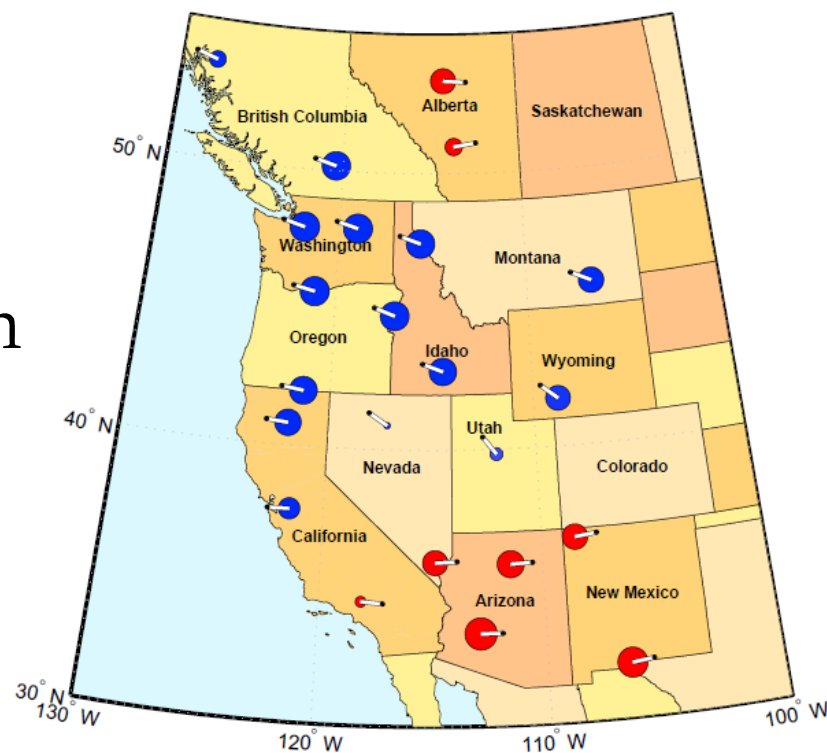 British Columbia
Alberta
Saskatchewan
50° N
Washington
Montana
n
Oregon
Idaho
Wyoming
40° N
Utah
Nevada
Colorado
California
Arizona
New Mexico
30° N
130° W
120° W
110° W
100° W